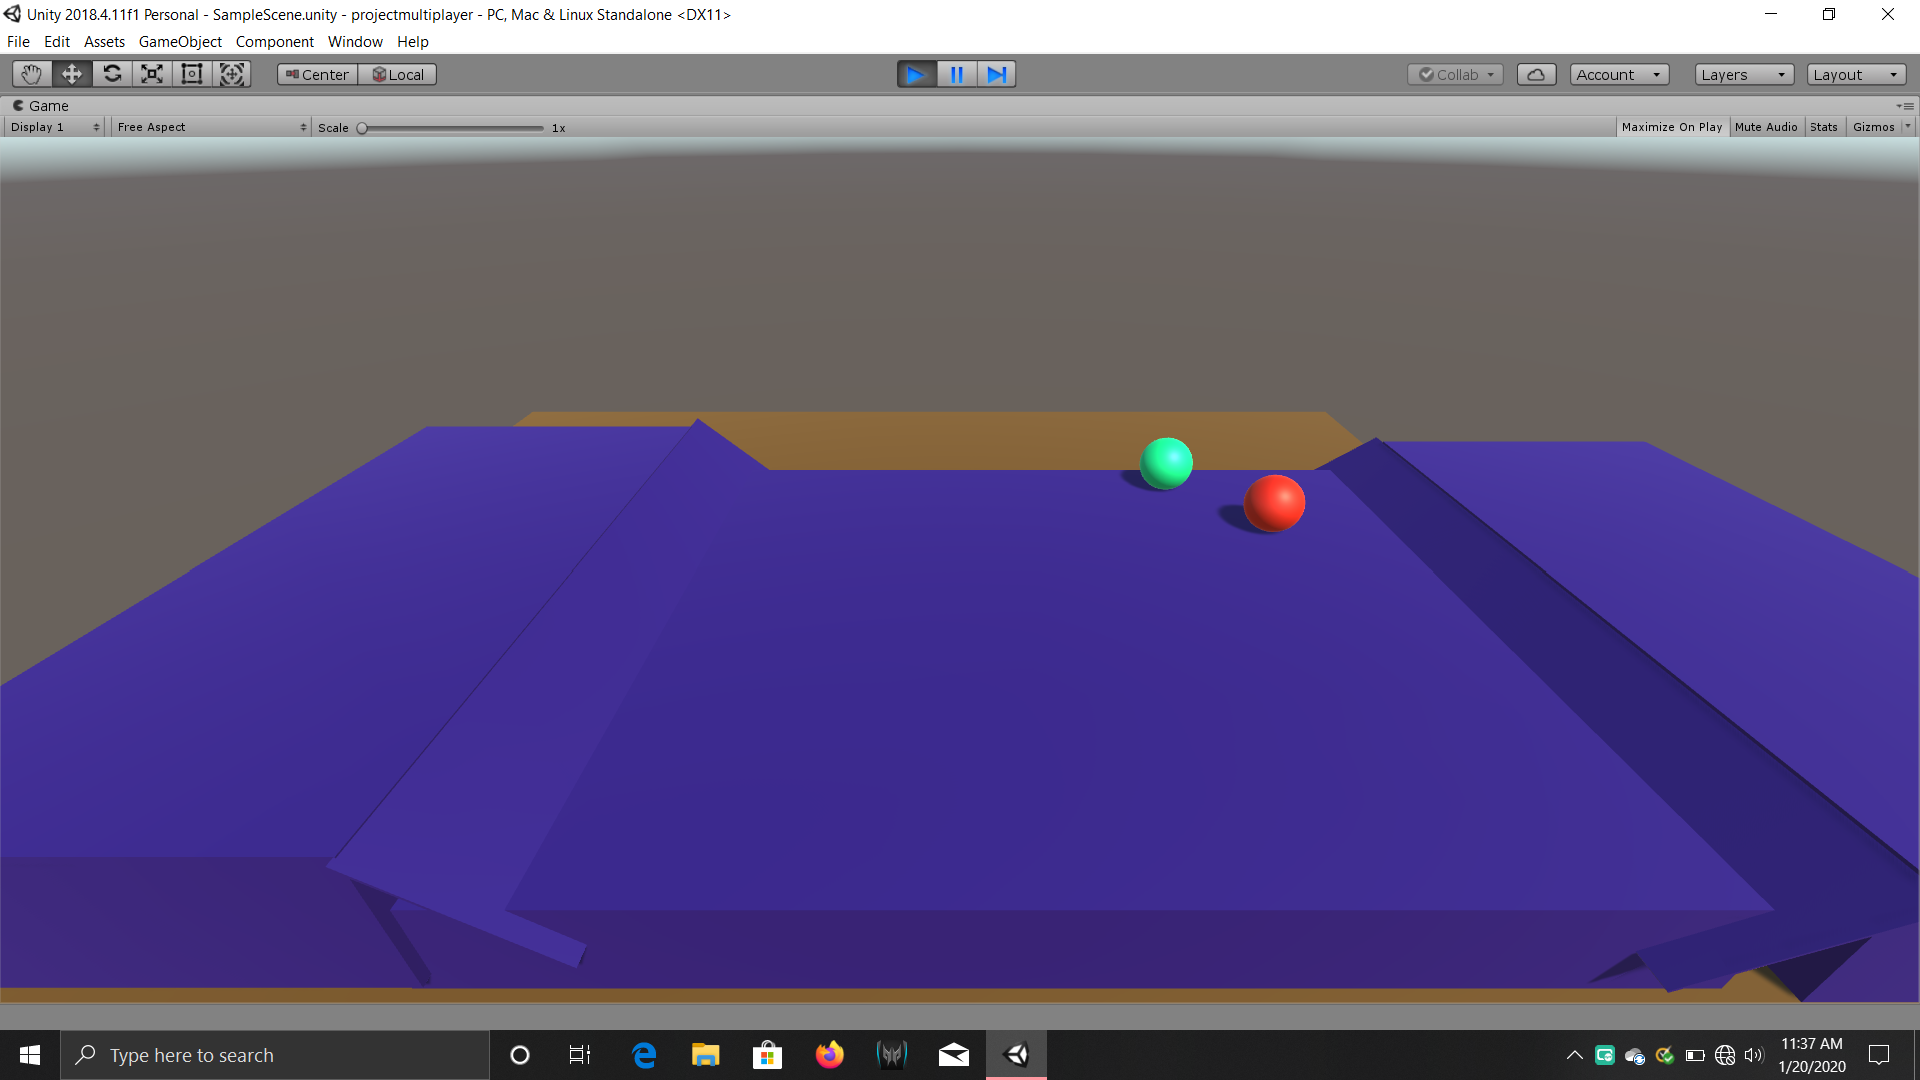 Unity 2018.4.11f1 Personal - SampleScene.unity - projectmultiplayer - PC, Mac & Linux Standalone <DX11>
File Edit Assets GameObject Component Window Help
Center Local Collab Account Layers Layout
Game
Display 1 Free Aspect Scale 1x Maximize On Play Mute Audio Stats Gizmos
Type here to search
11:37 AM
1/20/2020